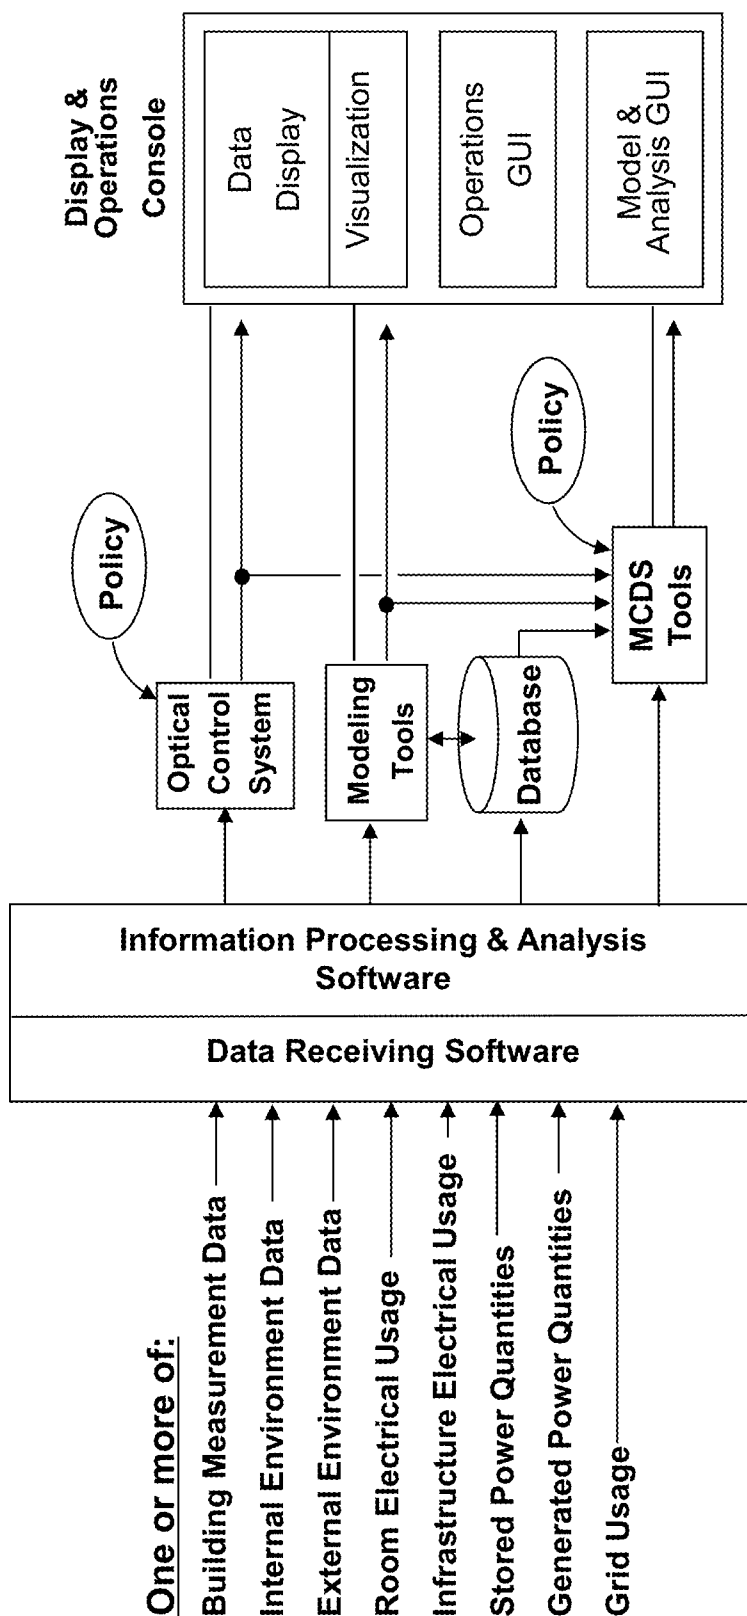 One or more of:
Building Measurement Data
Internal Environment Data
External Environment Data
Room Electrical Usage
Infrastructure Electrical Usage
Stored Power Quantities
Generated Power Quantities
Grid Usage
Data Receiving Software
Information Processing & Analysis
Software
Policy
Optical
Control
System
Modeling
Tools
Database
Policy
MCDS
Tools
Display &
Operations
Console
Data
Display
Visualization
Operations
GUI
Model &
Analysis GUI